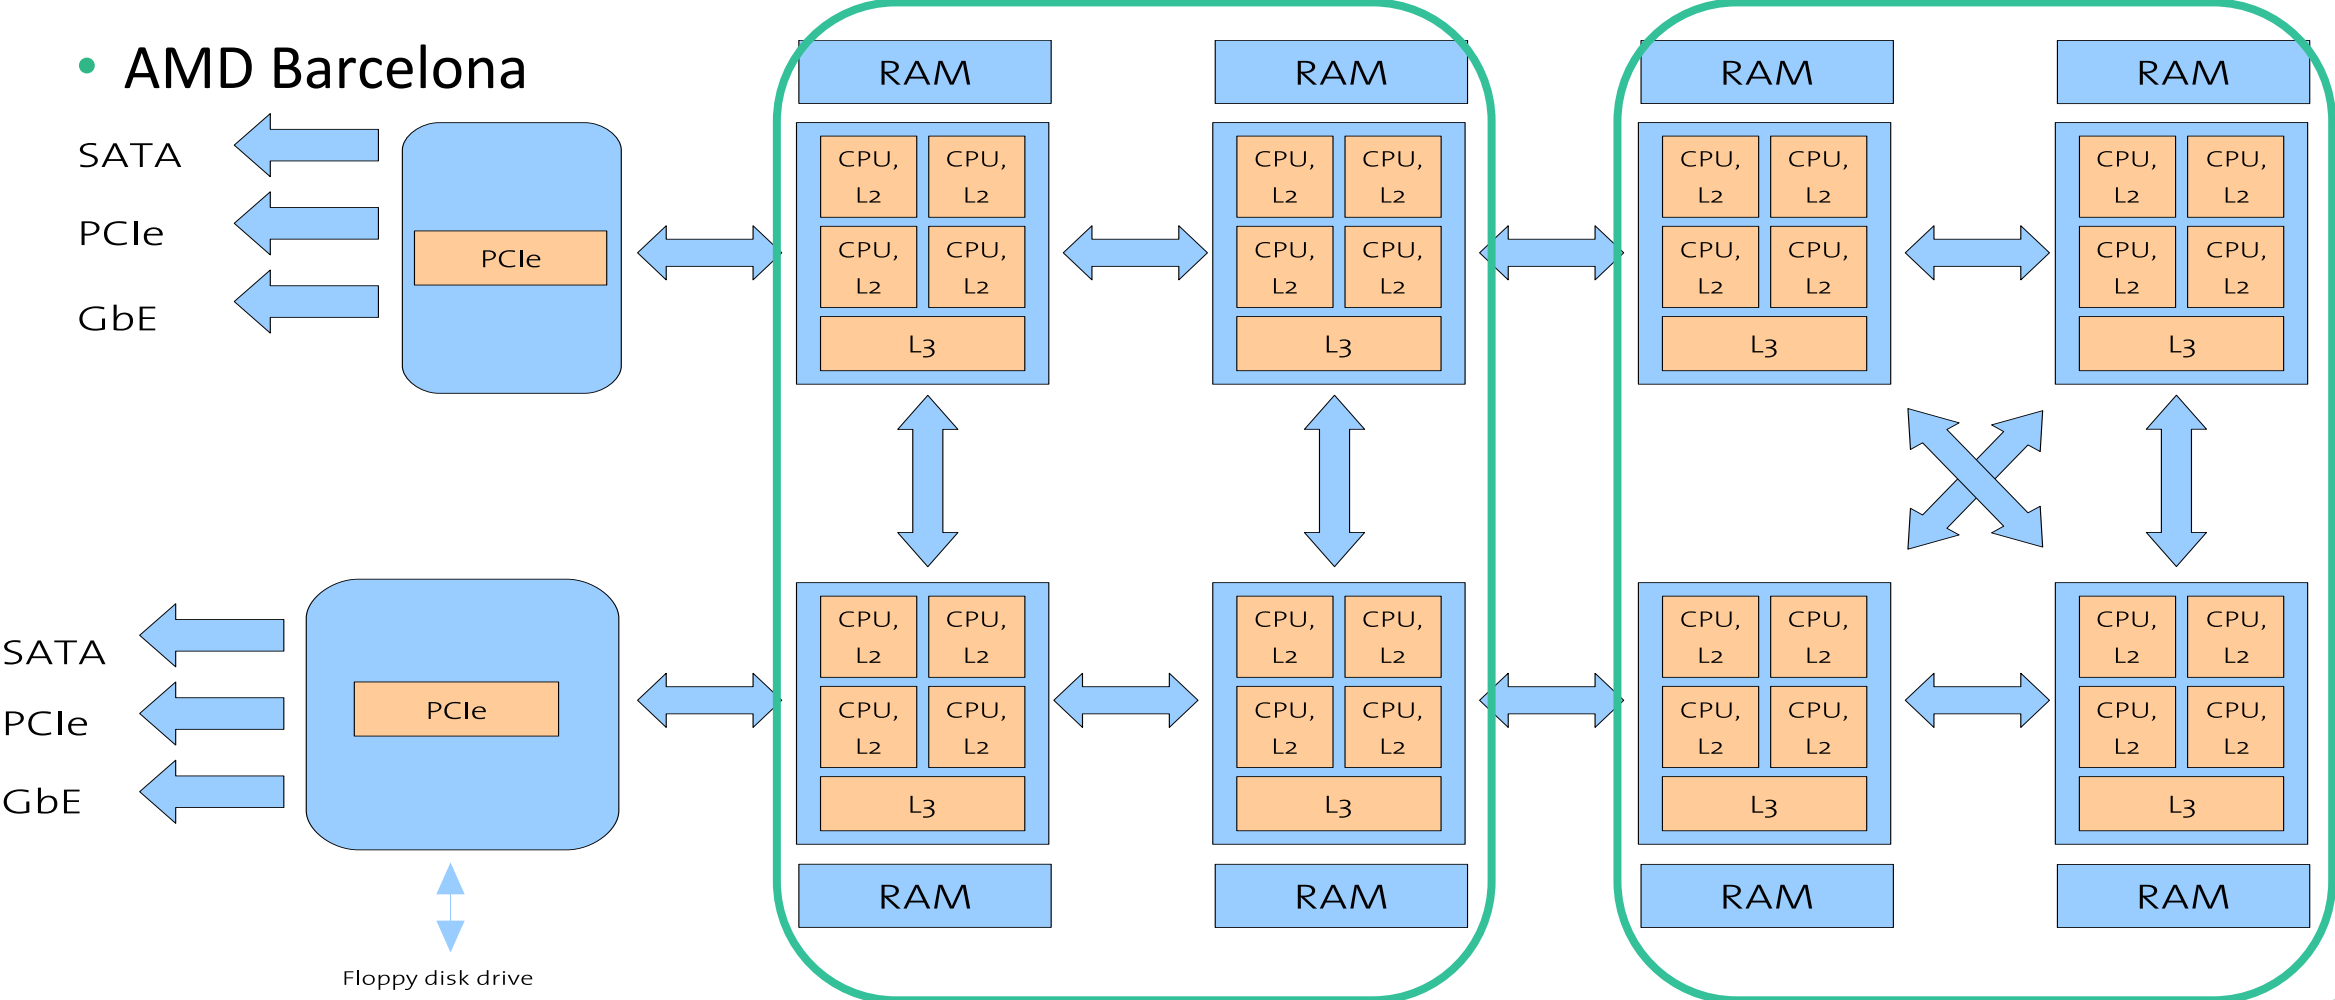 • AMD Barcelona
SATA
PCIe
GbE
PCIe
RAM
CPU,
L2
CPU,
L2
CPU,
L2
CPU,
L2
L3
RAM
CPU,
L2
CPU,
L2
CPU,
L2
CPU,
L2
L3
RAM
CPU,
L2
CPU,
L2
CPU,
L2
CPU,
L2
L3
RAM
CPU,
L2
CPU,
L2
CPU,
L2
CPU,
L2
L3
SATA
PCIe
GbE
PCIe
Floppy disk drive
CPU,
L2
CPU,
L2
CPU,
L2
CPU,
L2
L3
RAM
CPU,
L2
CPU,
L2
CPU,
L2
CPU,
L2
L3
RAM
CPU,
L2
CPU,
L2
CPU,
L2
CPU,
L2
L3
RAM
CPU,
L2
CPU,
L2
CPU,
L2
CPU,
L2
L3
RAM